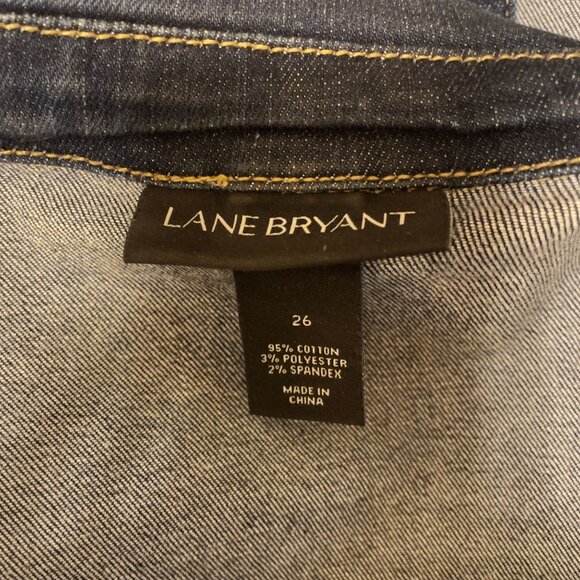 LANE BRYANT
26
95% COTTON
3% POLYESTER
2% SPANDEX
MADE IN
CHINA